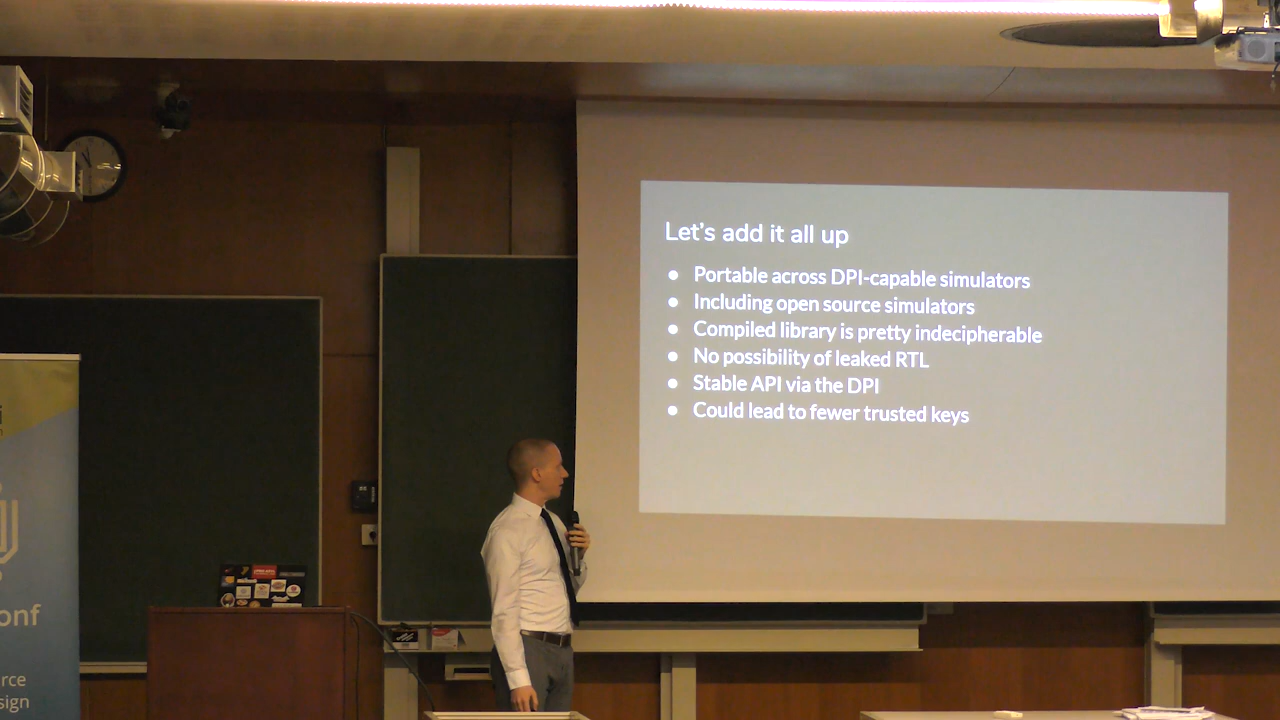 Let's add it all up
● Portable across DPI-capable simulators
● Including open source simulators
● Compiled library is pretty indecipherable
● No possibility of leaked RTL
● Stable API via the DPI
● Could lead to fewer trusted keys
onf
rce
sign